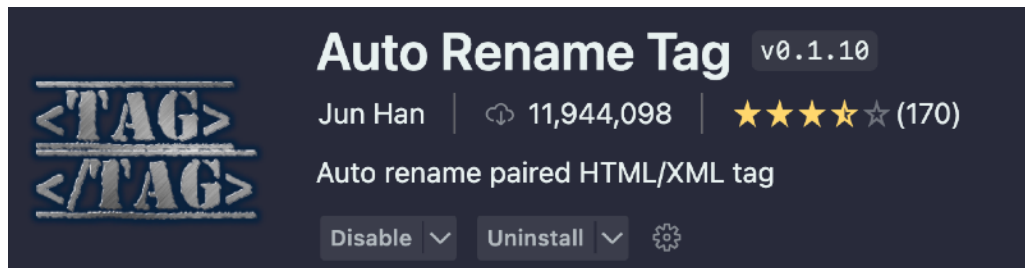 Auto Rename Tag v0.1.10
<TAG>
</TAG>
Jun Han 11,944,098 (170)
Auto rename paired HTML/XML tag
Disable Uninstall